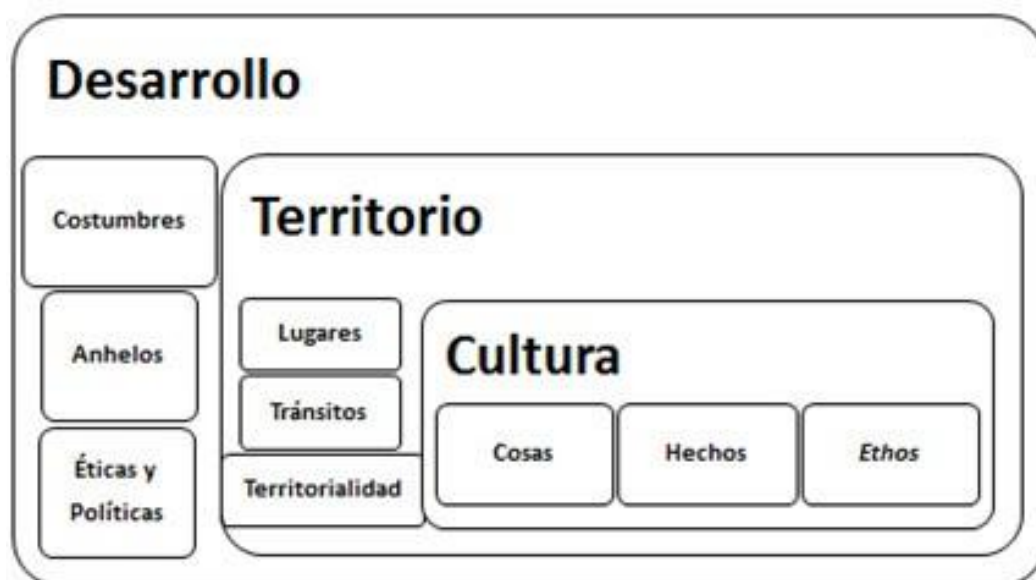 Desarrollo
Costumbres
Anhelos
Éticas y
Políticas
Territorio
Lugares
Tránsitos
Territorialidad
Cultura
Cosas
Hechos
Ethos